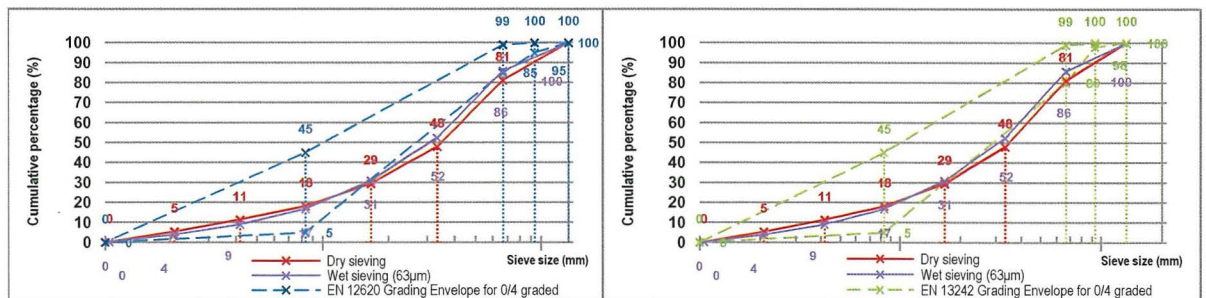 99 100 100
100 81 100
90 85 95
80 100
70 86
60 45 48
50
40 29
30 18 52
20 5 11 31
10
0 0 0 5
0 0 4 9
Cumulative percentage (%)
Sieve size (mm)
Dry sieving
Wet sieving (63µm)
EN 12620 Grading Envelope for 0/4 graded
99 100 100
100 81
90 98
80 100
70 86
60 45 48
50
40 29
30 18 52
20 5 11 31
10
0 0 5
0 0 4 9
Cumulative percentage (%)
Sieve size (mm)
Dry sieving
Wet sieving (63µm)
EN 13242 Grading Envelope for 0/4 graded